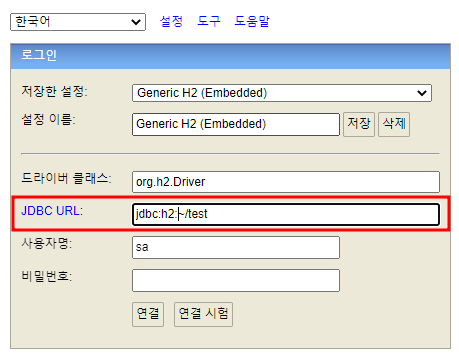 한국어 설정 도구 도움말
로그인
저장한 설정: Generic H2 (Embedded)
설정 이름: Generic H2 (Embedded) 저장 삭제
드라이버 클래스: org.h2.Driver
JDBC URL: jdbc:h2:~/test
사용자명: sa
비밀번호:
연결 연결 시험